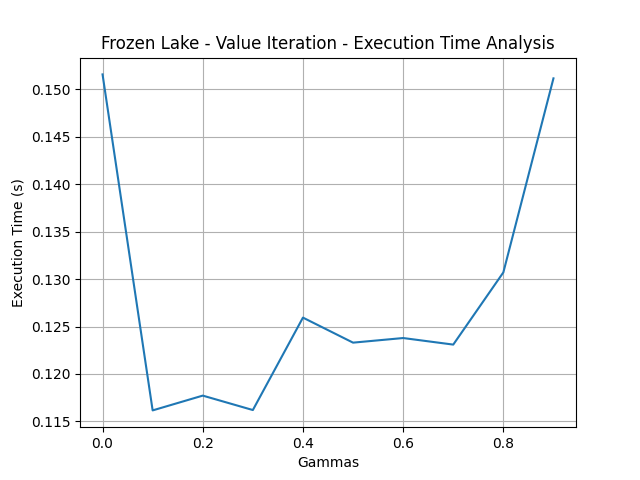 Frozen Lake - Value Iteration - Execution Time Analysis
Execution Time (s)
0.150
0.145
0.140
0.135
0.130
0.125
0.120
0.115
0.0 0.2 0.4 0.6 0.8
Gammas